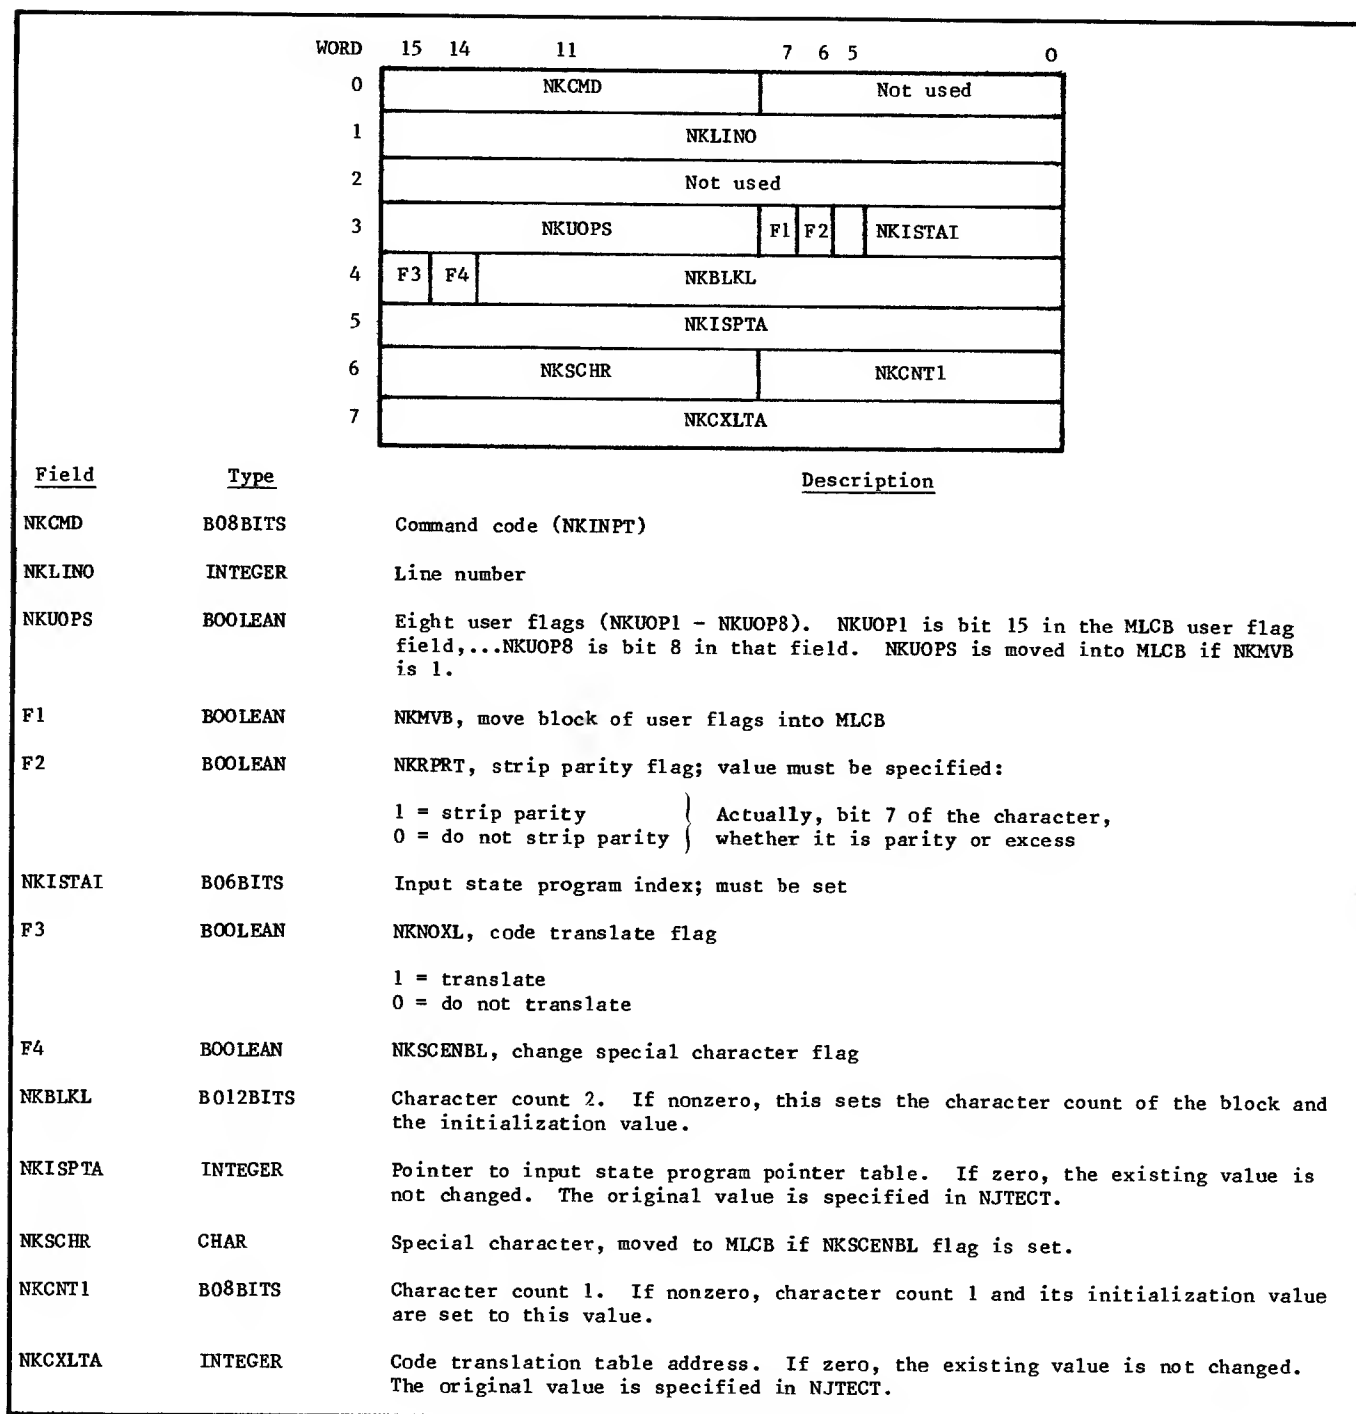 WORD 15 14 11 7 6 5 0
0 NKCMD Not used
1 NKLINO
2 Not used
3 NKUOPS F1 F2 NKISTAI
4 F3 F4 NKBLKL
5 NKISPTA
6 NKSCHR NKCNT1
7 NKCXLTA
Field Type Description
NKCMD B08BITS Command code (NKINPT)
NKLINO INTEGER Line number
NKUOPS BOOLEAN Eight user flags (NKUOP1 - NKUOP8). NKUOP1 is bit 15 in the MLCB user flag
field,...NKUOP8 is bit 8 in that field. NKUOPS is moved into MLCB if NKMVB
is 1.
F1 BOOLEAN NKMVB, move block of user flags into MLCB
F2 BOOLEAN NKRPRT, strip parity flag; value must be specified:
1 = strip parity Actually, bit 7 of the character,
0 = do not strip parity whether it is parity or excess
NKISTAI B06BITS Input state program index; must be set
F3 BOOLEAN NKNOXL, code translate flag
1 = translate
0 = do not translate
F4 BOOLEAN NKSCENBL, change special character flag
NKBLKL B012BITS Character count 2. If nonzero, this sets the character count of the block and
the initialization value.
NKISPTA INTEGER Pointer to input state program pointer table. If zero, the existing value is
not changed. The original value is specified in NJTECT.
NKSCHR CHAR Special character, moved to MLCB if NKSCENBL flag is set.
NKCNT1 B08BITS Character count 1. If nonzero, character count 1 and its initialization value
are set to this value.
NKCXLTA INTEGER Code translation table address. If zero, the existing value is not changed.
The original value is specified in NJTECT.